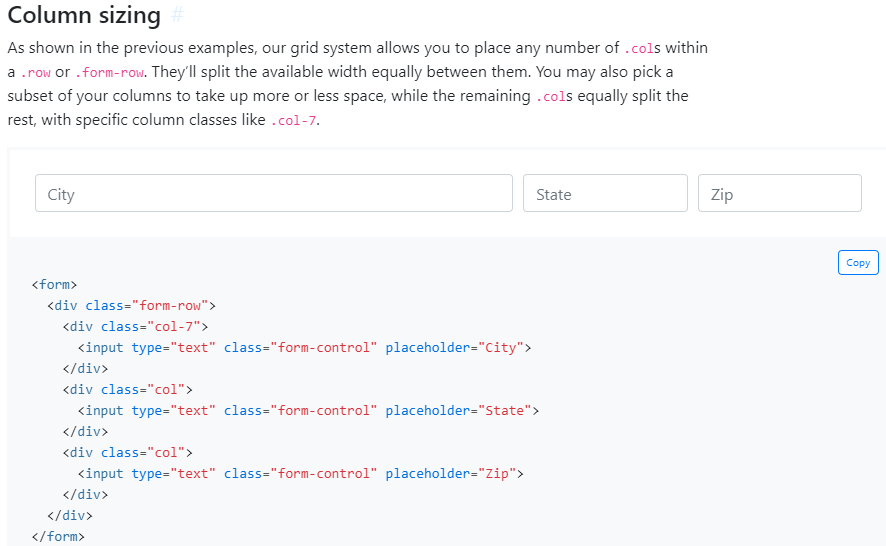 Column sizing #
As shown in the previous examples, our grid system allows you to place any number of .cols within
a .row or .form-row. They’ll split the available width equally between them. You may also pick a
subset of your columns to take up more or less space, while the remaining .cols equally split the
rest, with specific column classes like .col-7.
City State Zip
Copy
<form>
  <div class="form-row">
    <div class="col-7">
      <input type="text" class="form-control" placeholder="City">
    </div>
    <div class="col">
      <input type="text" class="form-control" placeholder="State">
    </div>
    <div class="col">
      <input type="text" class="form-control" placeholder="Zip">
    </div>
  </div>
</form>